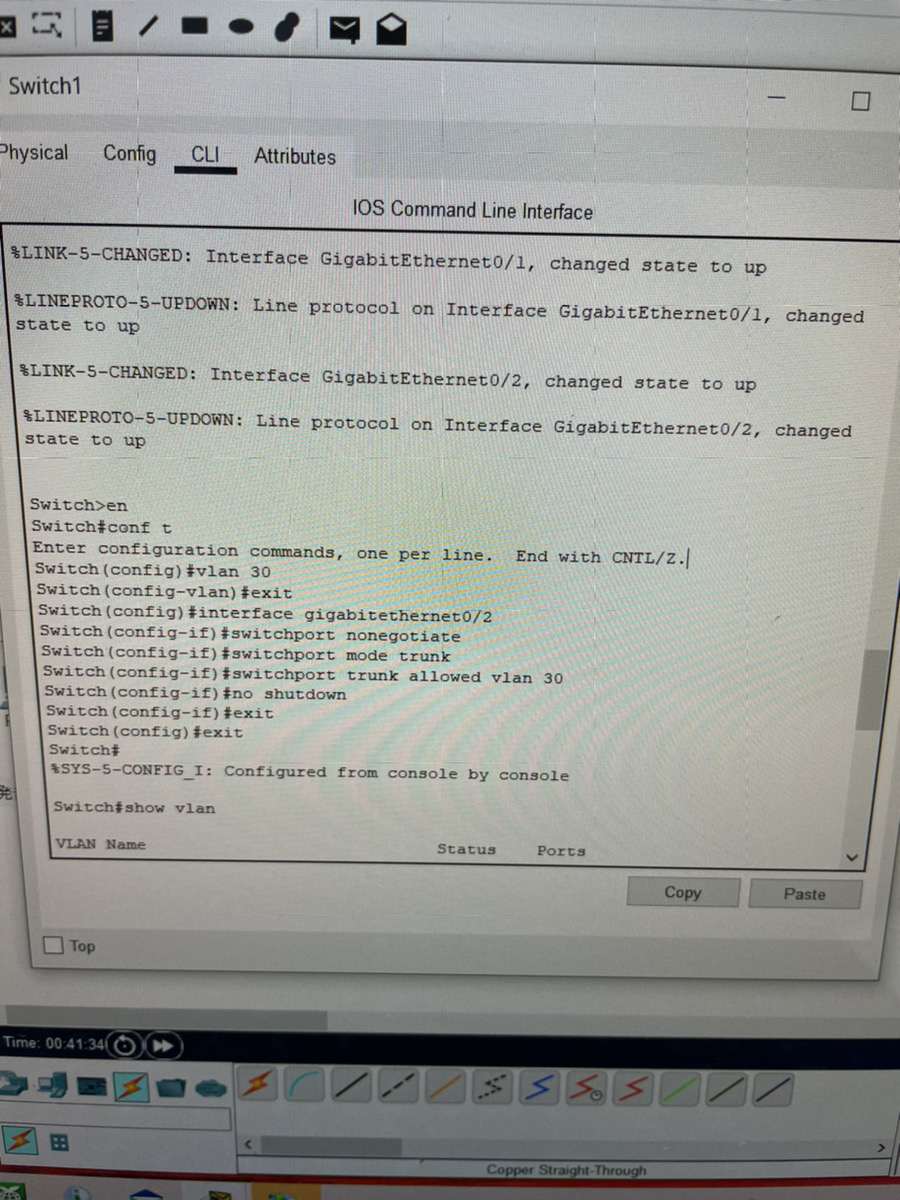 Switch1
Physical Config CLI Attributes
IOS Command Line Interface
%LINK-5-CHANGED: Interface GigabitEthernet0/1, changed state to up
%LINEPROTO-5-UPDOWN: Line protocol on Interface GigabitEthernet0/1, changed
state to up
%LINK-5-CHANGED: Interface GigabitEthernet0/2, changed state to up
%LINEPROTO-5-UPDOWN: Line protocol on Interface GigabitEthernet0/2, changed
state to up
Switch>en
Switch#conf t
Enter configuration commands, one per line.  End with CNTL/Z.
Switch(config)#vlan 30
Switch(config-vlan)#exit
Switch(config)#interface gigabitethernet0/2
Switch(config-if)#switchport nonegotiate
Switch(config-if)#switchport mode trunk
Switch(config-if)#switchport trunk allowed vlan 30
Switch(config-if)#no shutdown
Switch(config-if)#exit
Switch(config)#exit
Switch#
%SYS-5-CONFIG_I: Configured from console by console
Switch#show vlan
VLAN Name Status Ports
Copy Paste
Top
Time: 00:41:34
Copper Straight-Through